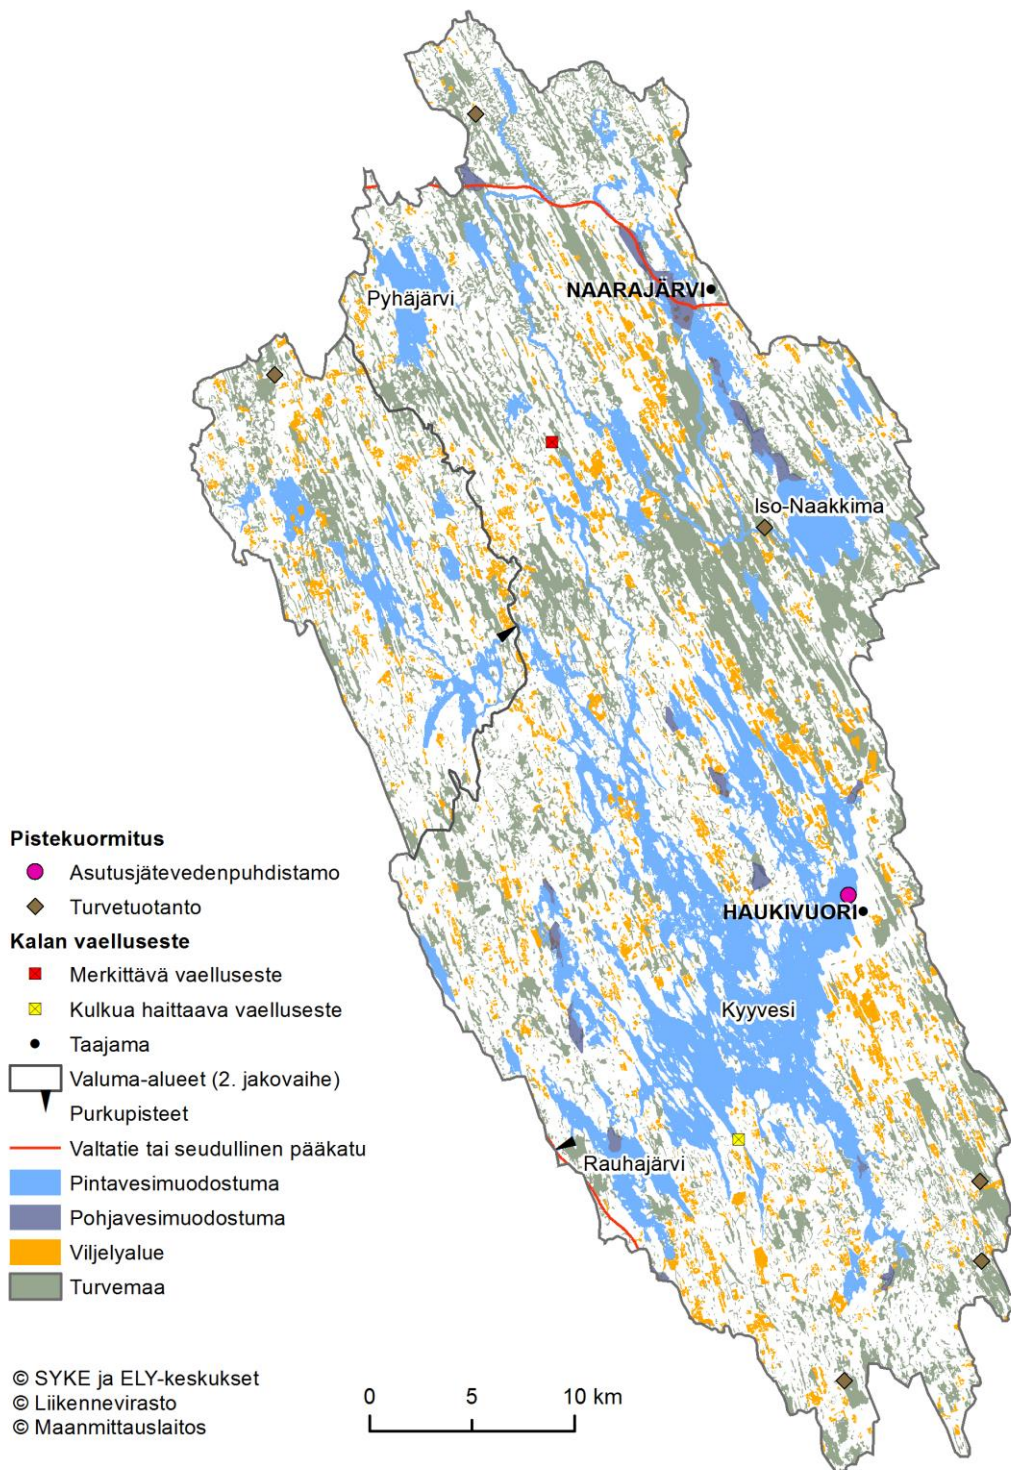 Pyhäjärvi
NAARAJÄRVI
Iso-Naakkima
HAUKIVUORI
Kyyvesi
Rauhajärvi
Pistekuormitus
Asutusjätevedenpuhdistamo
Turvetuotanto
Kalan vaelluseste
Merkittävä vaelluseste
Kulkua haittaava vaelluseste
Taajama
Valuma-alueet (2. jakovaihe)
Purkupisteet
Valtatie tai seudullinen pääkatu
Pintavesimuodostuma
Pohjavesimuodostuma
Viljelyalue
Turvemaa
© SYKE ja ELY-keskukset
© Liikennevirasto
© Maanmittauslaitos
0 5 10 km